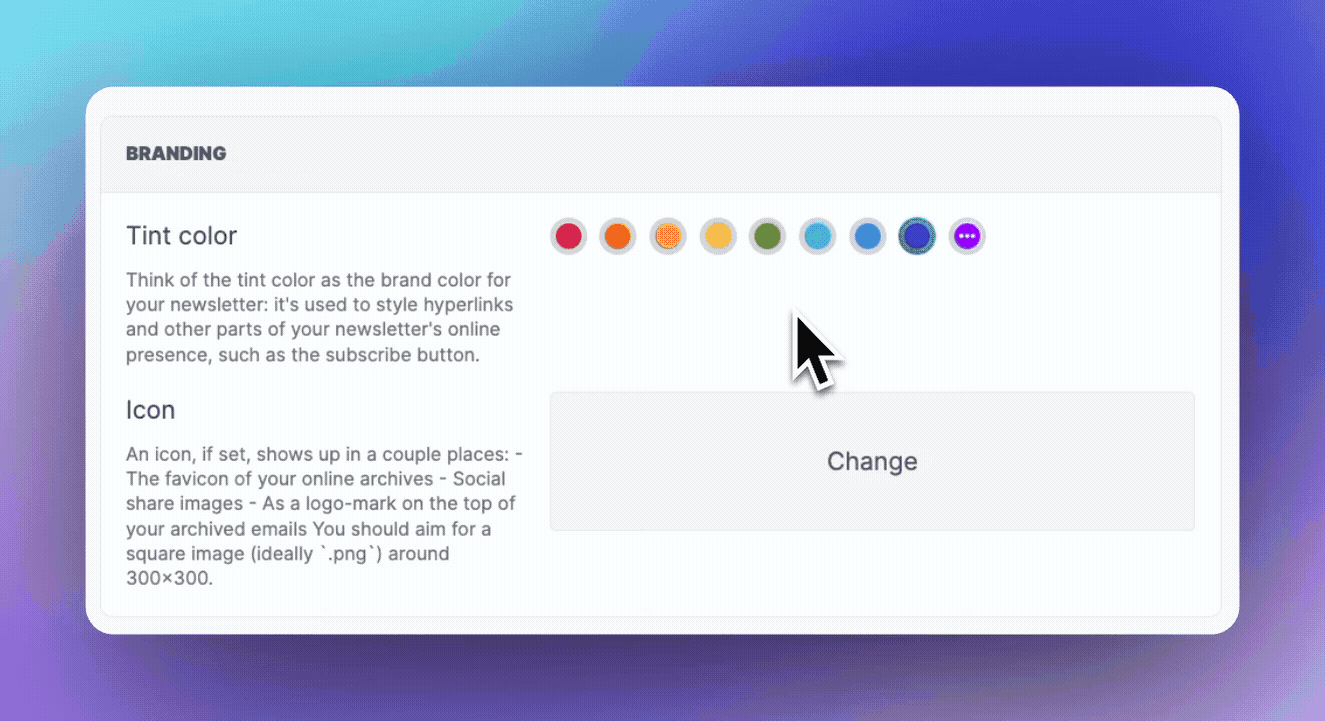 BRANDING
Tint color
Think of the tint color as the brand color for
your newsletter: it's used to style hyperlinks
and other parts of your newsletter's online
presence, such as the subscribe button.
Icon
An icon, if set, shows up in a couple places: -
The favicon of your online archives - Social
share images - As a logo-mark on the top of
your archived emails You should aim for a
square image (ideally `.png`) around
300×300.
Change